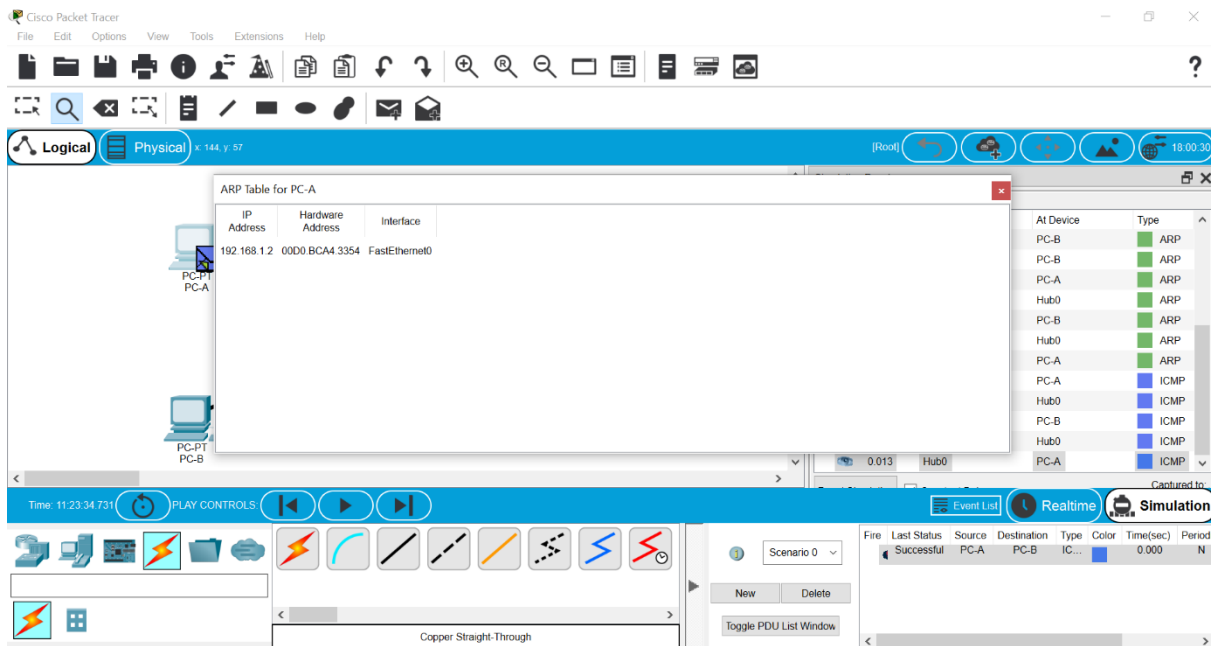 Cisco Packet Tracer
File Edit Options View Tools Extensions Help
?
Logical Physical x: 144, y: 57 [Root] 18:00:30
ARP Table for PC-A
IP Address Hardware Address Interface
192.168.1.2 00D0.BCA4.3354 FastEthernet0
PC-PT
PC-A
PC-PT
PC-B
At Device Type
PC-B ARP
PC-B ARP
PC-A ARP
Hub0 ARP
PC-B ARP
Hub0 ARP
PC-A ARP
PC-A ICMP
Hub0 ICMP
PC-B ICMP
Hub0 ICMP
0.013 Hub0 PC-A ICMP
Captured to:
Time: 11:23:34.731 PLAY CONTROLS: Event List Realtime Simulation
Scenario 0
New Delete
Toggle PDU List Window
Fire Last Status Source Destination Type Color Time(sec) Period
Successful PC-A PC-B IC... 0.000 N
Copper Straight-Through